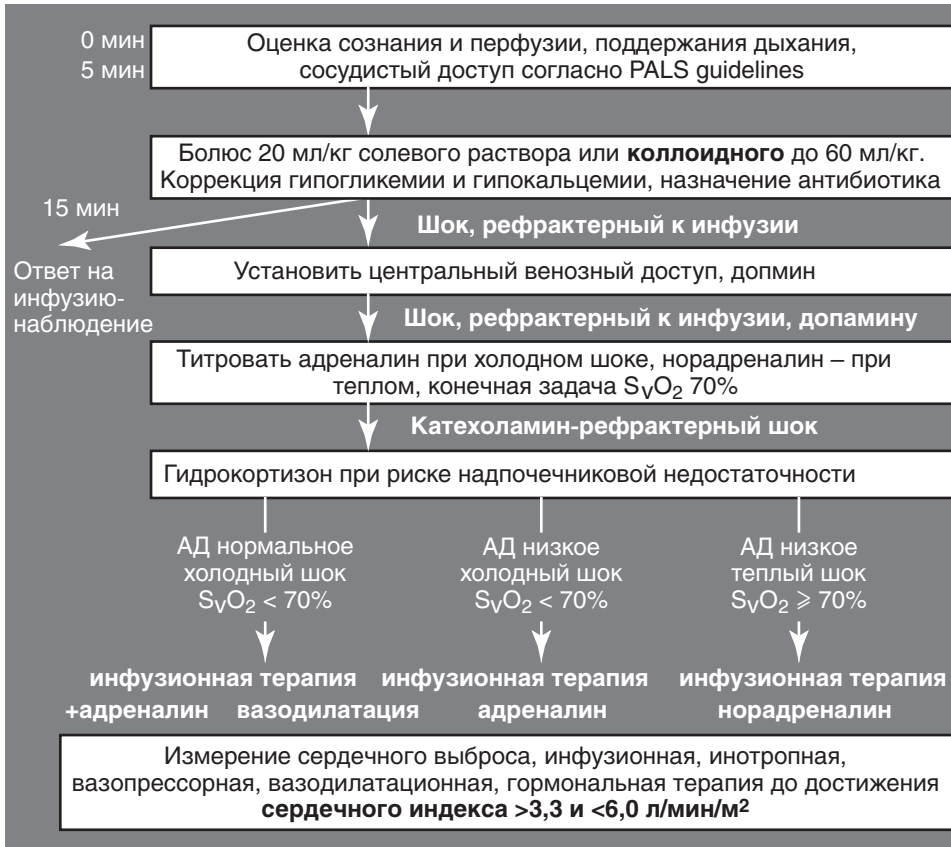 0 мин
5 мин
Оценка сознания и перфузии, поддержания дыхания,
сосудистый доступ согласно PALS guidelines
Болюс 20 мл/кг солевого раствора или коллоидного до 60 мл/кг.
Коррекция гипогликемии и гипокальцемии, назначение антибиотика
15 мин
Шок, рефрактерный к инфузии
Ответ на
инфузию-
наблюдение
Установить центральный венозный доступ, допмин
Шок, рефрактерный к инфузии, допамину
Титровать адреналин при холодном шоке, норадреналин – при
теплом, конечная задача SVO2 70%
Катехоламин-рефрактерный шок
Гидрокортизон при риске надпочечниковой недостаточности
АД нормальное
холодный шок
SVO2 < 70%
АД низкое
холодный шок
SVO2 < 70%
АД низкое
теплый шок
SVO2 ⩾ 70%
инфузионная терапия
+адреналин вазодилатация
инфузионная терапия
адреналин
инфузионная терапия
норадреналин
Измерение сердечного выброса, инфузионная, инотропная,
вазопрессорная, вазодилатационная, гормональная терапия до достижения
сердечного индекса >3,3 и <6,0 л/мин/м2